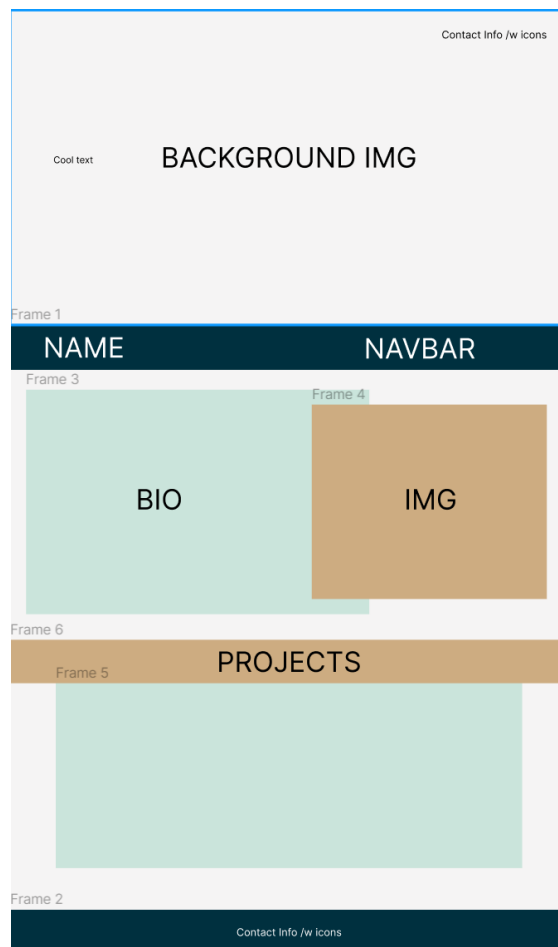 Contact Info /w icons
Cool text
BACKGROUND IMG
Frame 1
NAME
NAVBAR
Frame 3
Frame 4
BIO
IMG
Frame 6
PROJECTS
Frame 5
Frame 2
Contact Info /w icons